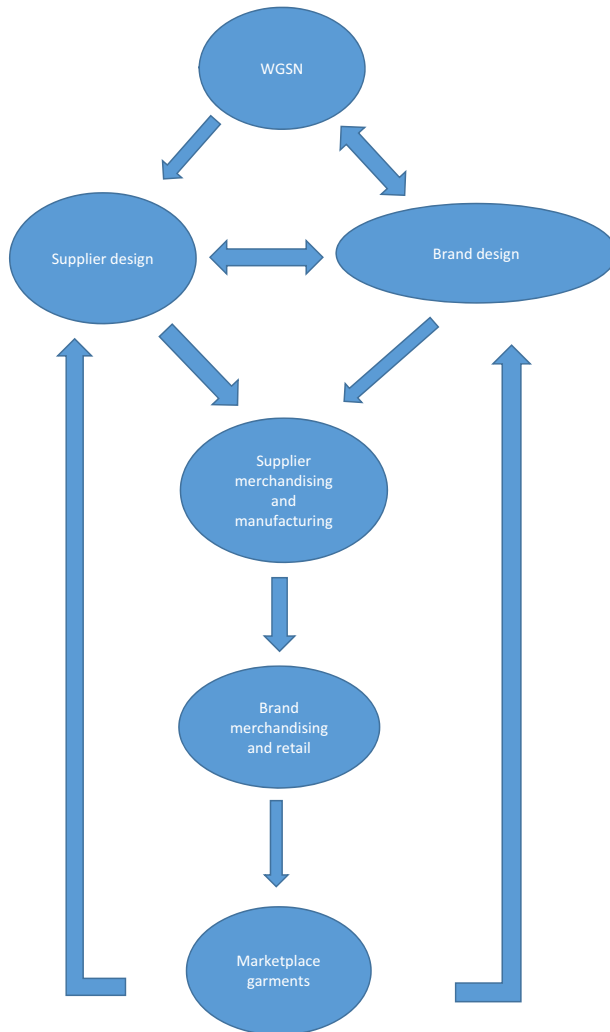 WGSN
Supplier design
Brand design
Supplier
merchandising
and
manufacturing
Brand
merchandising
and retail
Marketplace
garments